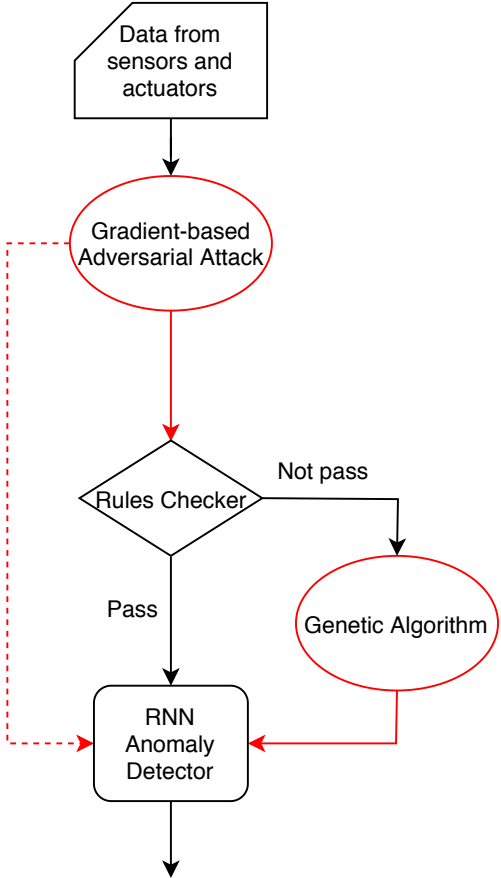 Data from
sensors and
actuators
Gradient-based
Adversarial Attack
Not pass
Rules Checker
Pass
Genetic Algorithm
RNN
Anomaly
Detector